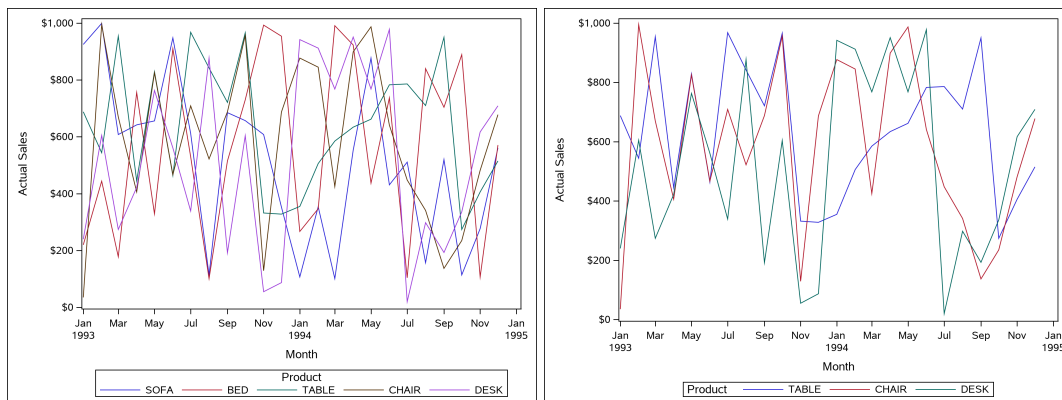 $1,000
$800
$600
$400
$200
$0
Actual Sales
Jan Mar May Jul Sep Nov Jan Mar May Jul Sep Nov Jan
1993 1994 1995
Month
Product
SOFA BED TABLE CHAIR DESK
$1,000
$800
$600
$400
$200
$0
Actual Sales
Jan Mar May Jul Sep Nov Jan Mar May Jul Sep Nov Jan
1993 1994 1995
Month
Product TABLE CHAIR DESK